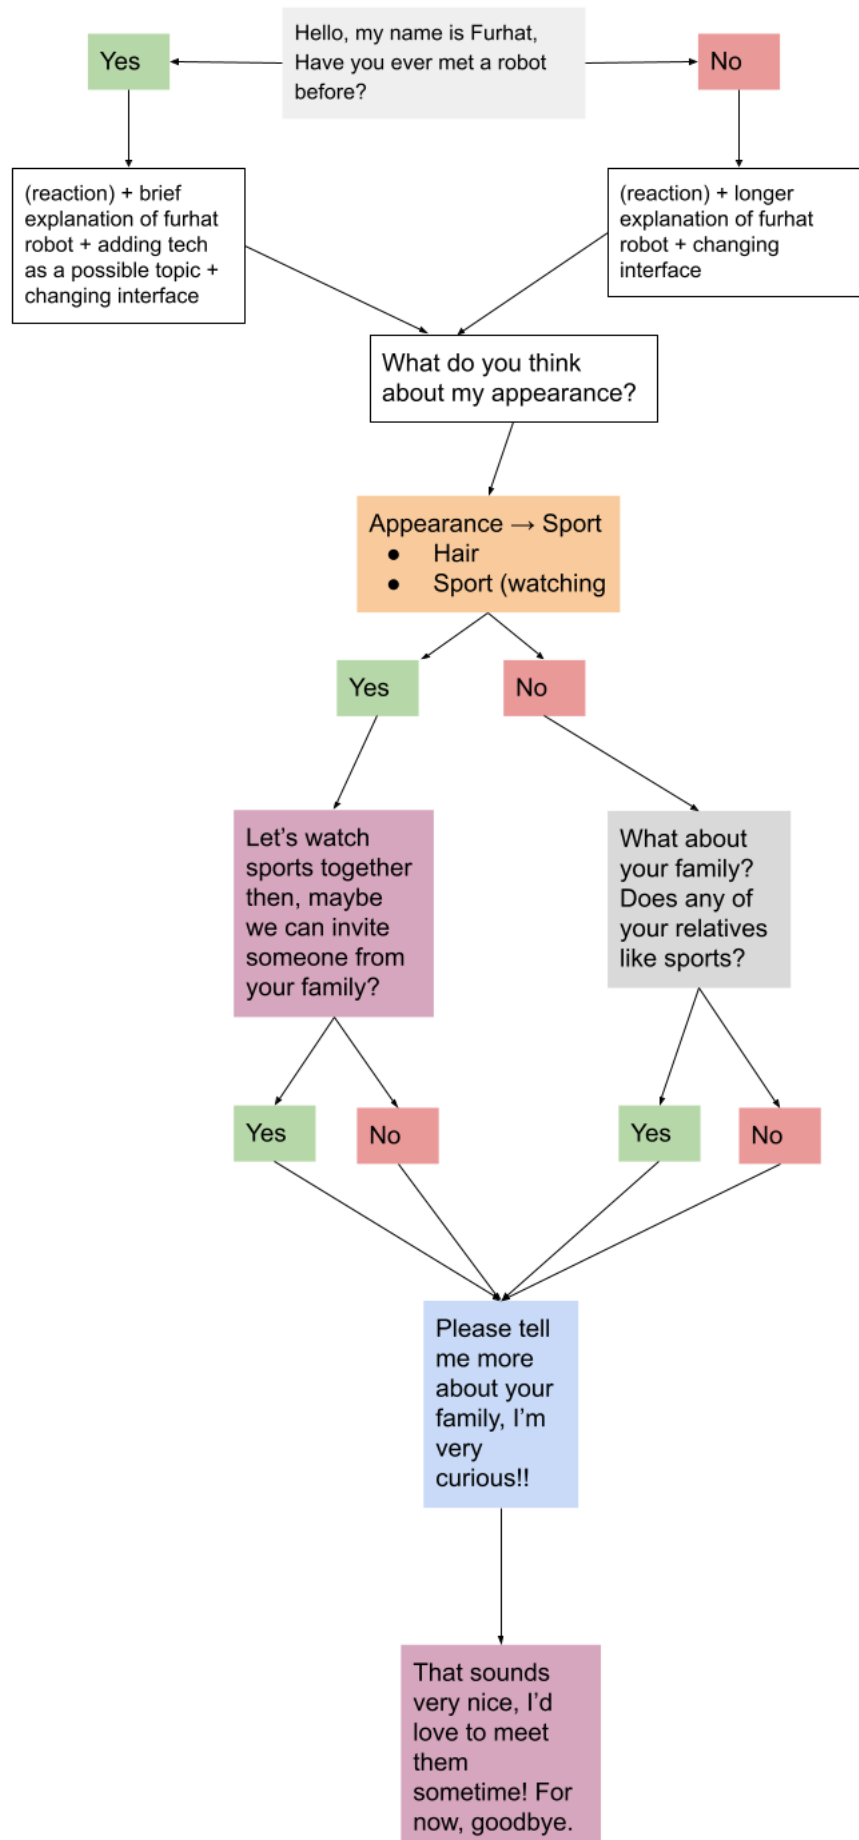 Hello, my name is Furhat,
Have you ever met a robot
before?
Yes
No
(reaction) + brief
explanation of furhat
robot + adding tech
as a possible topic +
changing interface
(reaction) + longer
explanation of furhat
robot + changing
interface
What do you think
about my appearance?
Appearance → Sport
● Hair
● Sport (watching
Yes
No
Let's watch
sports together
then, maybe
we can invite
someone from
your family?
What about
your family?
Does any of
your relatives
like sports?
Yes
No
Yes
No
Please tell
me more
about your
family, I'm
very
curious!!
That sounds
very nice, I'd
love to meet
them
sometime! For
now, goodbye.